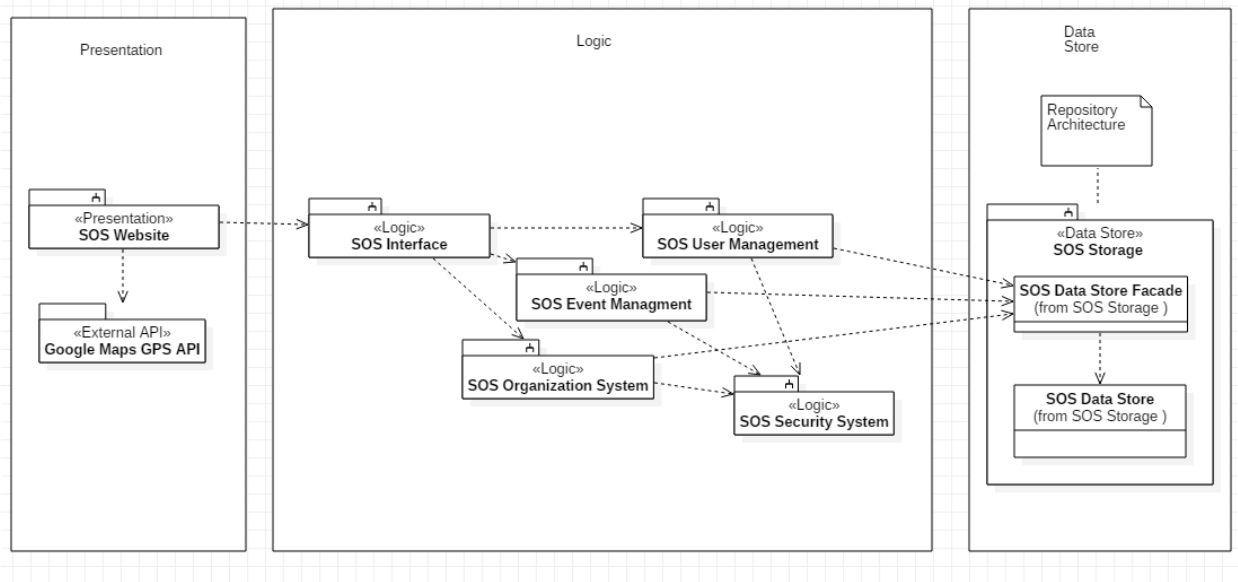 Presentation
Logic
Data
Store
Repository
Architecture
«Presentation»
SOS Website
«External API»
Google Maps GPS API
«Logic»
SOS Interface
«Logic»
SOS User Management
«Logic»
SOS Event Managment
«Logic»
SOS Organization System
«Logic»
SOS Security System
«Data Store»
SOS Storage
SOS Data Store Facade
(from SOS Storage )
SOS Data Store
(from SOS Storage )